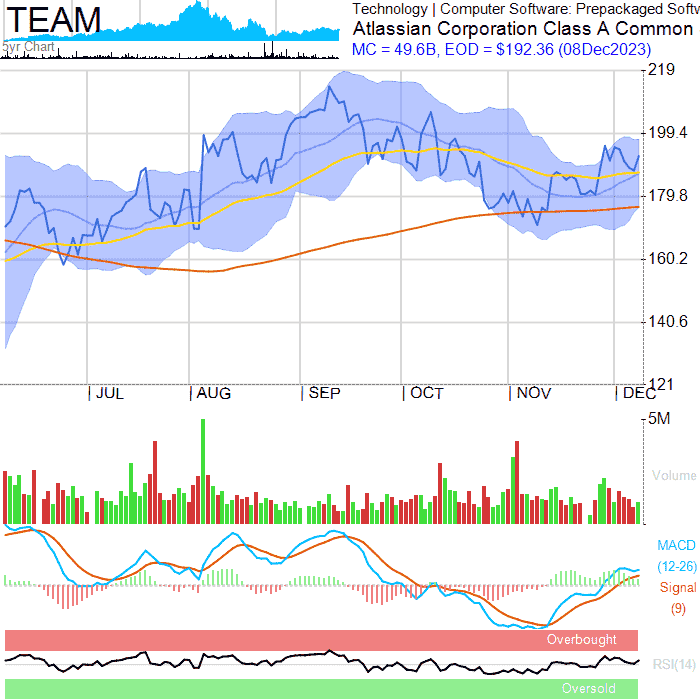 TEAM
5yr Chart
Technology | Computer Software: Prepackaged Softw
Atlassian Corporation Class A Common
MC = 49.6B, EOD = $192.36 (08Dec2023)
219
199.4
179.8
160.2
140.6
121
JUL
AUG
SEP
OCT
NOV
DEC
5M
Volume
MACD
(12-26)
Signal
(9)
Overbought
RSI(14)
Oversold